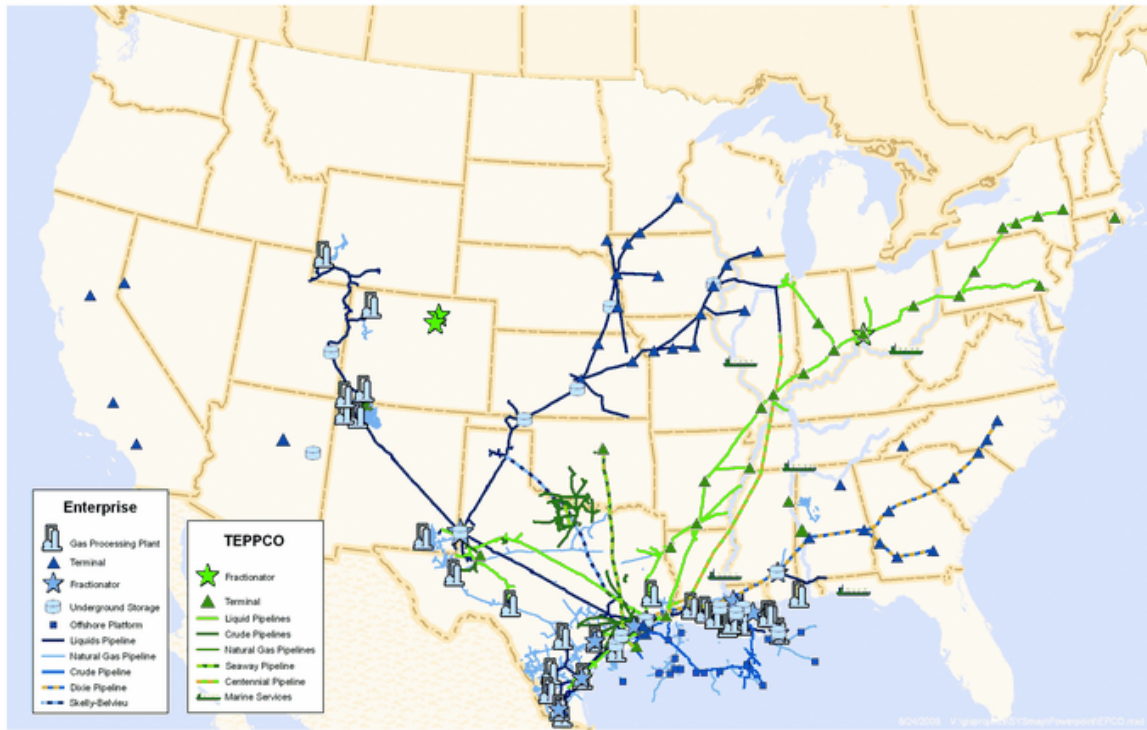 Enterprise
Gas Processing Plant
Terminal
Fractionator
Underground Storage
Offshore Platform
Liquids Pipeline
Natural Gas Pipeline
Crude Pipeline
Dixie Pipeline
Skelly-Belvieu
TEPPCO
Fractionator
Terminal
Liquid Pipelines
Crude Pipelines
Natural Gas Pipelines
Seaway Pipeline
Centennial Pipeline
Marine Services